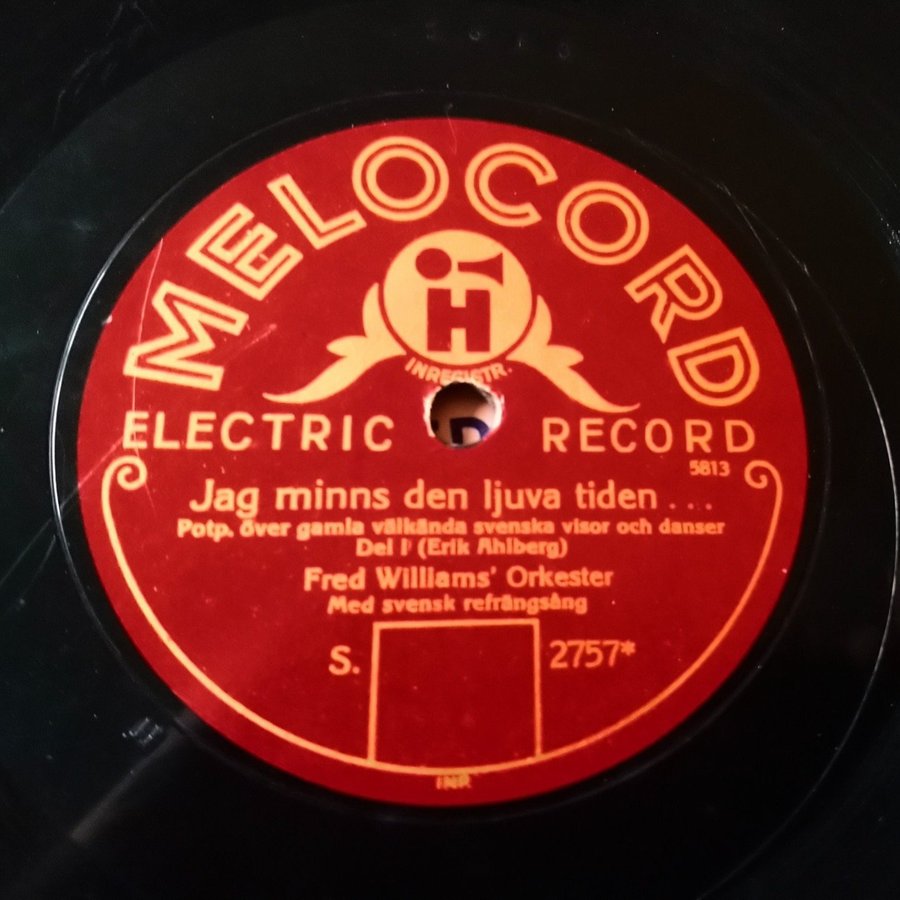 MELOCORD
H
INREGISTR.
ELECTRIC RECORD
5813
Jag minns den ljuva tiden . . .
Potp. över gamla välkända svenska visor och danser
Del I (Erik Ahlberg)
Fred Williams' Orkester
Med svensk refrängsång
S. 2757*